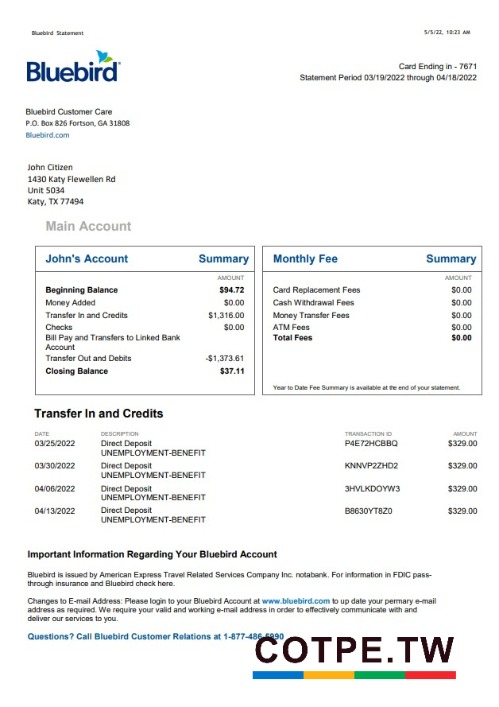 Bluebird Statement
5/5/22, 10:23 AM
Bluebird
Card Ending in - 7671
Statement Period 03/19/2022 through 04/18/2022
Bluebird Customer Care
P.O. Box 826 Fortson, GA 31808
Bluebird.com
John Citizen
1430 Katy Flewellen Rd
Unit 5034
Katy, TX 77494
Main Account
John's Account Summary
AMOUNT
Beginning Balance $94.72
Money Added $0.00
Transfer In and Credits $1,316.00
Checks $0.00
Bill Pay and Transfers to Linked Bank
Account
Transfer Out and Debits -$1,373.61
Closing Balance $37.11
Monthly Fee Summary
AMOUNT
Card Replacement Fees $0.00
Cash Withdrawal Fees $0.00
Money Transfer Fees $0.00
ATM Fees $0.00
Total Fees $0.00
Year to Date Fee Summary is available at the end of your statement.
Transfer In and Credits
DATE DESCRIPTION TRANSACTION ID AMOUNT
03/25/2022 Direct Deposit P4E72HCBBQ $329.00
UNEMPLOYMENT-BENEFIT
03/30/2022 Direct Deposit KNNVP2ZHD2 $329.00
UNEMPLOYMENT-BENEFIT
04/06/2022 Direct Deposit 3HVLKDOYW3 $329.00
UNEMPLOYMENT-BENEFIT
04/13/2022 Direct Deposit B8630YT8Z0 $329.00
UNEMPLOYMENT-BENEFIT
Important Information Regarding Your Bluebird Account
Bluebird is issued by American Express Travel Related Services Company Inc. notabank. For information in FDIC pass-
through insurance and Bluebird check here.
Changes to E-mail Address: Please login to your Bluebird Account at www.bluebird.com to up date your permary e-mail
address as required. We require your valid and working e-mail address in order to effectively communicate with and
deliver our services to you.
Questions? Call Bluebird Customer Relations at 1-877-486-5990
COTPE.TW